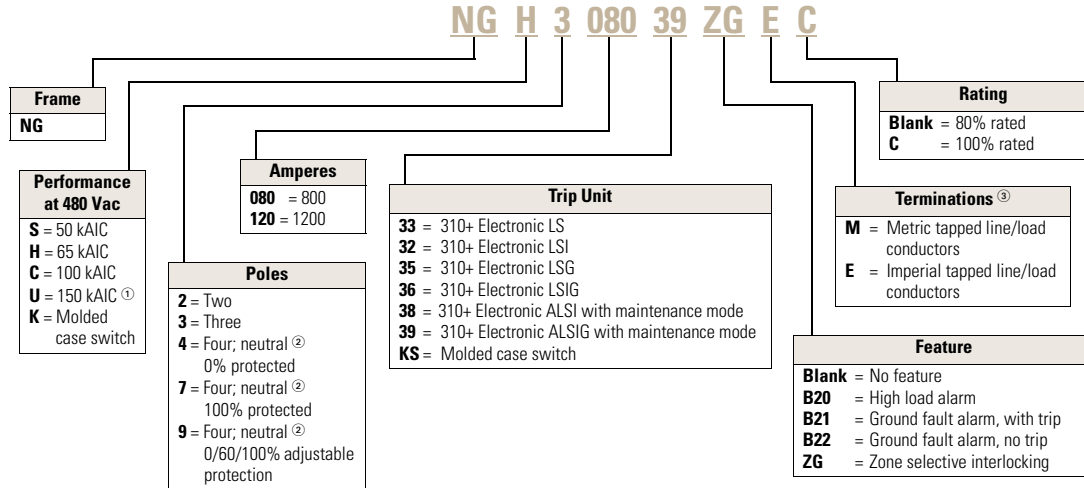 NG H 3 080 39 ZG E C
Frame
NG
Performance
at 480 Vac
S = 50 kAIC
H = 65 kAIC
C = 100 kAIC
U = 150 kAIC ①
K = Molded
case switch
Poles
2 = Two
3 = Three
4 = Four; neutral ②
0% protected
7 = Four; neutral ②
100% protected
9 = Four; neutral ②
0/60/100% adjustable
protection
Amperes
080 = 800
120 = 1200
Trip Unit
33 = 310+ Electronic LS
32 = 310+ Electronic LSI
35 = 310+ Electronic LSG
36 = 310+ Electronic LSIG
38 = 310+ Electronic ALSI with maintenance mode
39 = 310+ Electronic ALSIG with maintenance mode
KS = Molded case switch
Rating
Blank = 80% rated
C = 100% rated
Terminations ③
M = Metric tapped line/load
conductors
E = Imperial tapped line/load
conductors
Feature
Blank = No feature
B20 = High load alarm
B21 = Ground fault alarm, with trip
B22 = Ground fault alarm, no trip
ZG = Zone selective interlocking